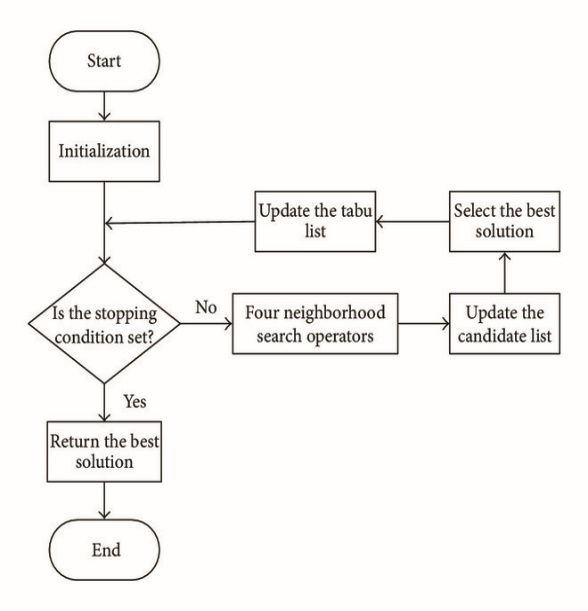 Start
Initialization
Update the tabu
list
Select the best
solution
Is the stopping
condition set?
No
Four neighborhood
search operators
Update the
candidate list
Yes
Return the best
solution
End